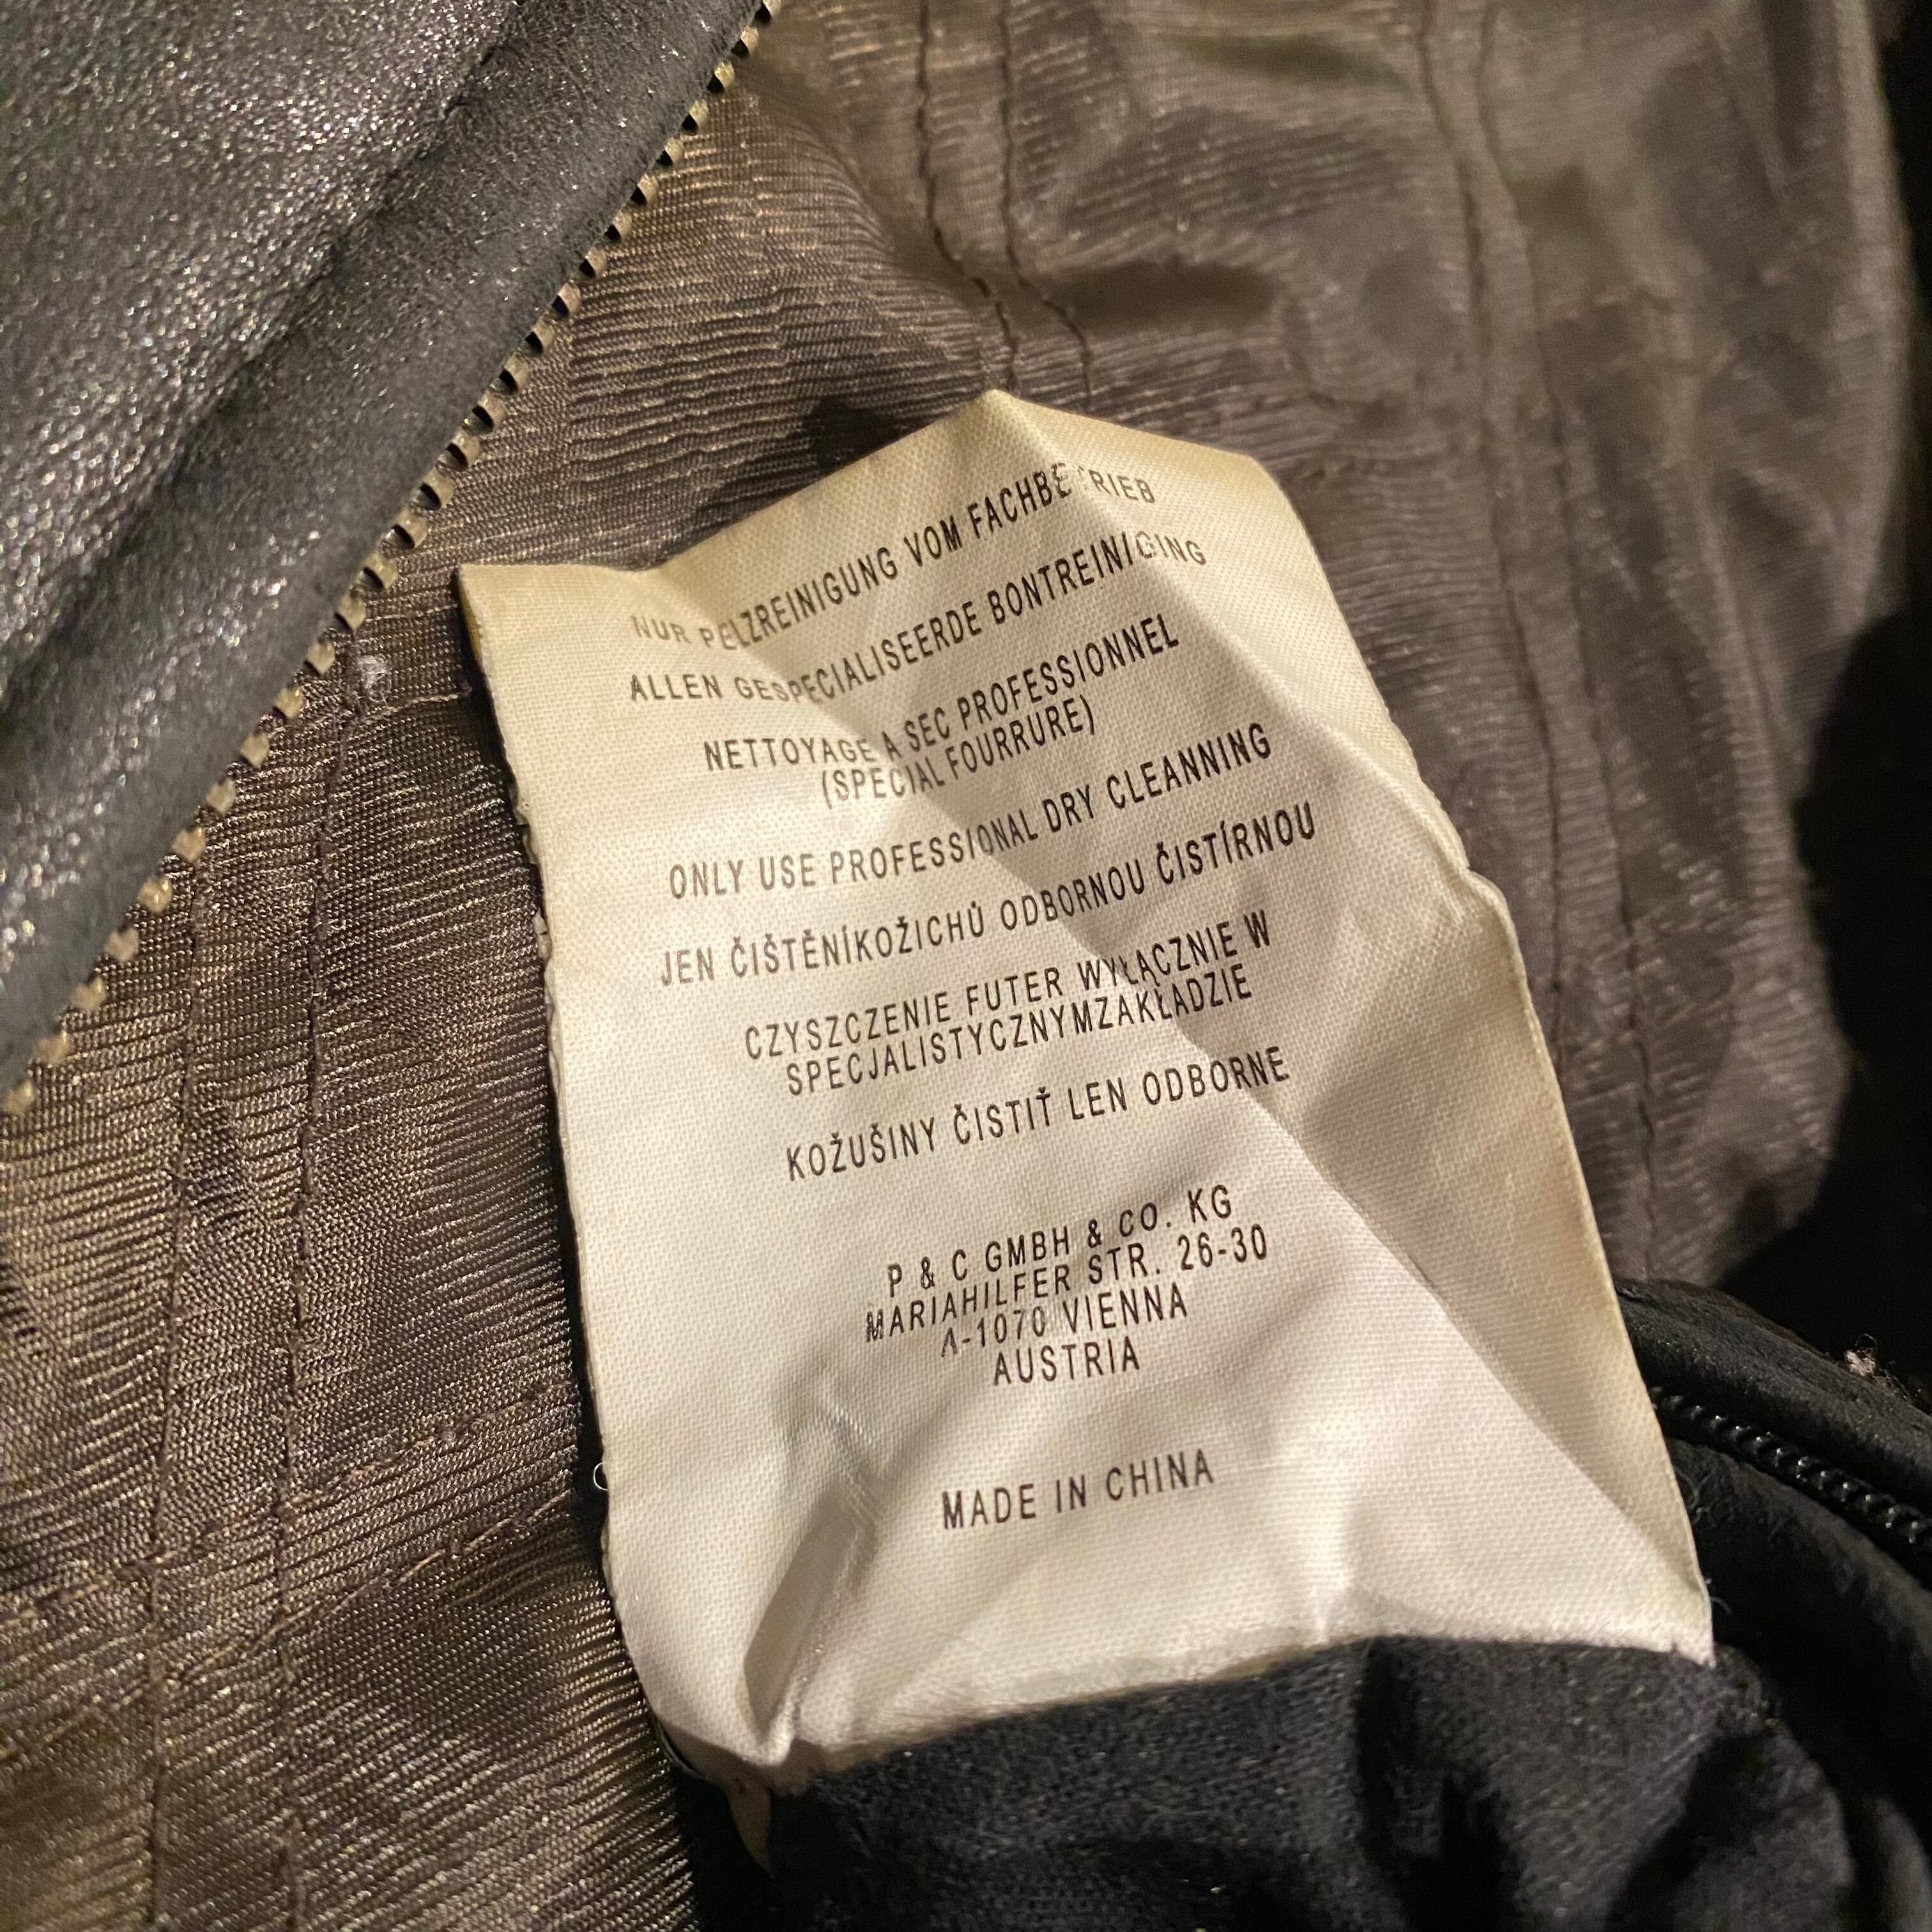 NUR PELZREINIGUNG VOM FACHBETRIEB
ALLEN GESPECIALISEERDE BONTREINIGING
NETTOYAGE A SEC PROFESSIONNEL
(SPECIAL FOURRURE)
ONLY USE PROFESSIONAL DRY CLEANNING
JEN ČIŠTĚNÍKOŽICHŮ ODBORNOU ČISTÍRNOU
CZYSZCZENIE FUTER WYŁĄCZNIE W
SPECJALISTYCZNYMZAKŁADZIE
KOŽUŠINY ČISTIŤ LEN ODBORNE
P & C GMBH & CO. KG
MARIAHILFER STR. 26-30
A-1070 VIENNA
AUSTRIA
MADE IN CHINA